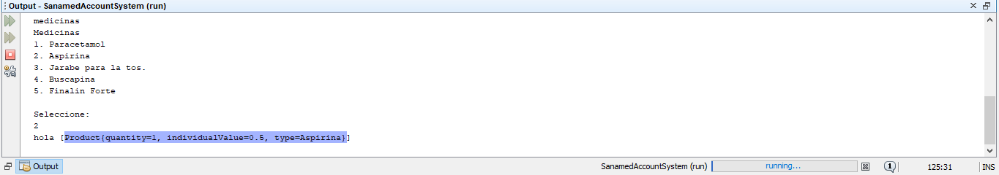 Output - SanamedAccountSystem (run)
medicinas
Medicinas
1. Paracetamol
2. Aspirina
3. Jarabe para la tos.
4. Buscapina
5. Finalin Forte
Seleccione:
2
hola [Product{quantity=1, individualValue=0.5, type=Aspirina}]
Output
SanamedAccountSystem (run)
running...
1
125:31
INS